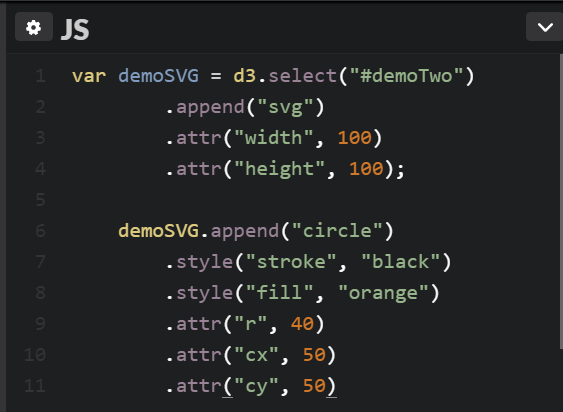 JS
1 var demoSVG = d3.select("#demoTwo")
2         .append("svg")
3         .attr("width", 100)
4         .attr("height", 100);
5
6     demoSVG.append("circle")
7         .style("stroke", "black")
8         .style("fill", "orange")
9         .attr("r", 40)
10         .attr("cx", 50)
11         .attr("cy", 50)